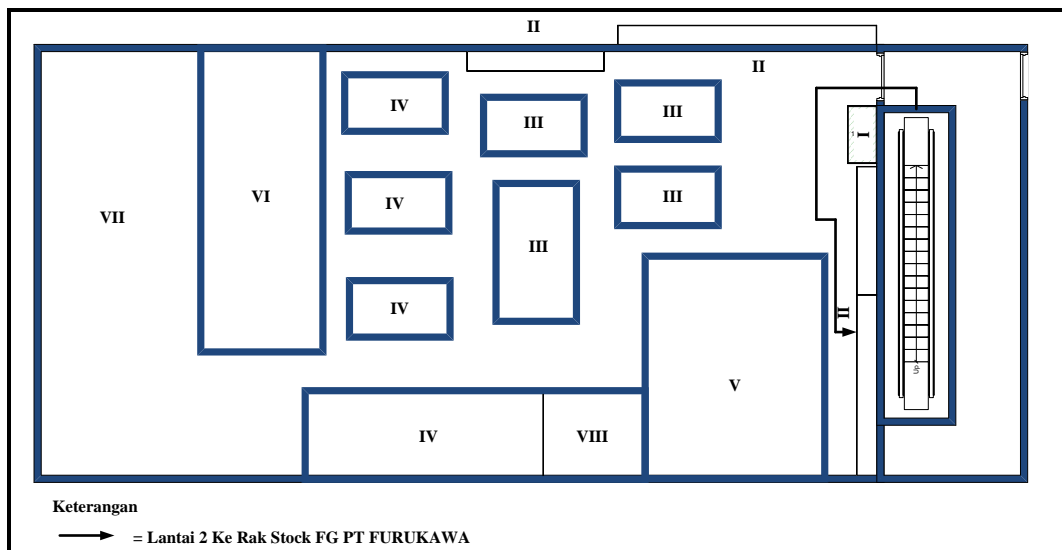 II
II
IV
III
III
I
VII
VI
IV
III
III
IV
II
V
Up
IV
VIII
Keterangan
= Lantai 2 Ke Rak Stock FG PT FURUKAWA